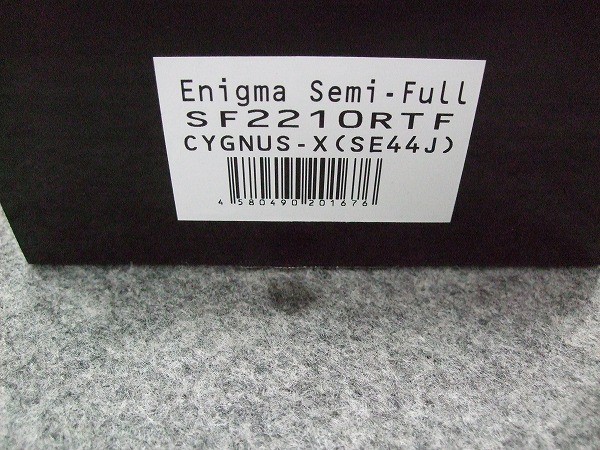 Enigma Semi-Full
SF2210RTF
CYGNUS-X(SE44J)
4 580490 201676